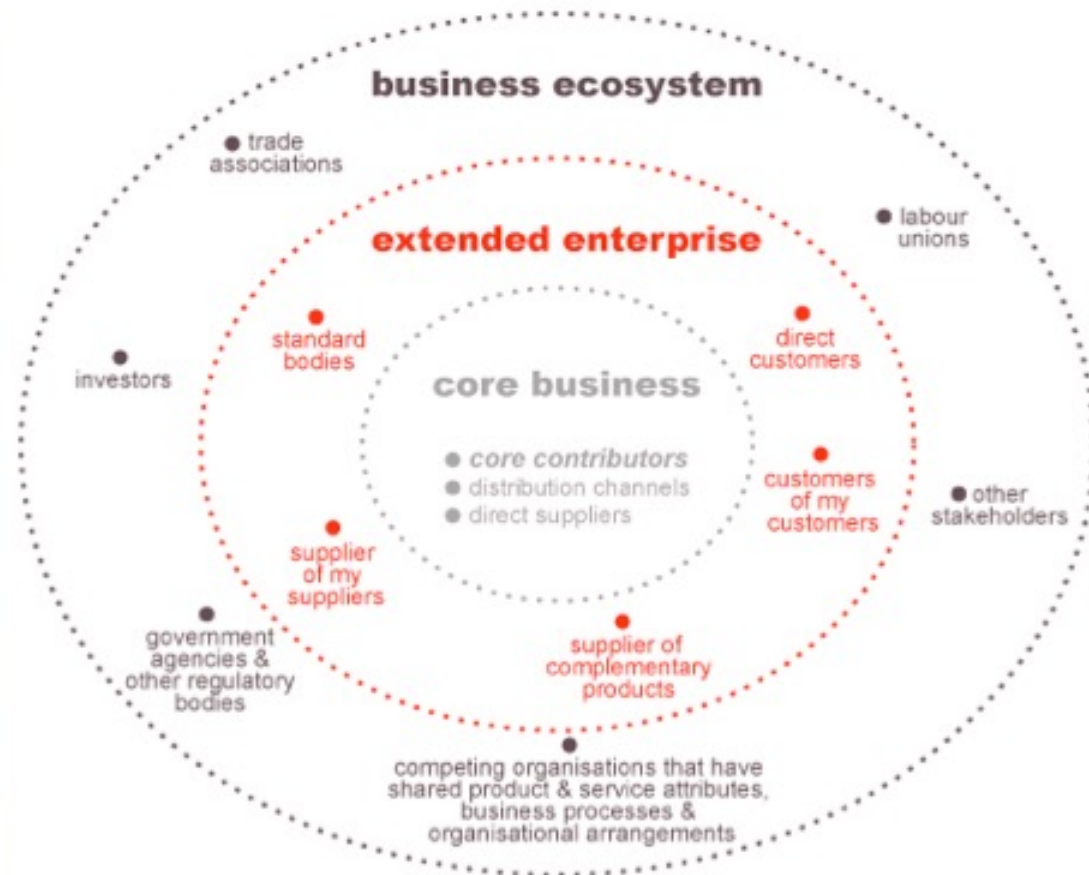 business ecosystem
trade
associations
labour
unions
extended enterprise
standard
bodies
direct
customers
investors
core business
core contributors
distribution channels
direct suppliers
customers
of my
customers
other
stakeholders
supplier
of my
suppliers
government
agencies &
other regulatory
bodies
supplier of
complementary
products
competing organisations that have
shared product & service attributes,
business processes &
organisational arrangements